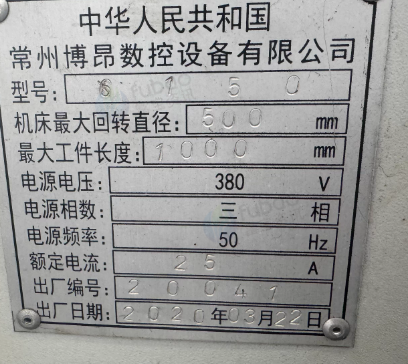 中华人民共和国
常州博昂数控设备有限公司
型号: 6150
机床最大回转直径: 500 mm
最大工件长度: 1000 mm
电源电压: 380 V
电源相数: 三 相
电源频率: 50 Hz
额定电流: 25 A
出厂编号: 20041
出厂日期: 2020年03月22日